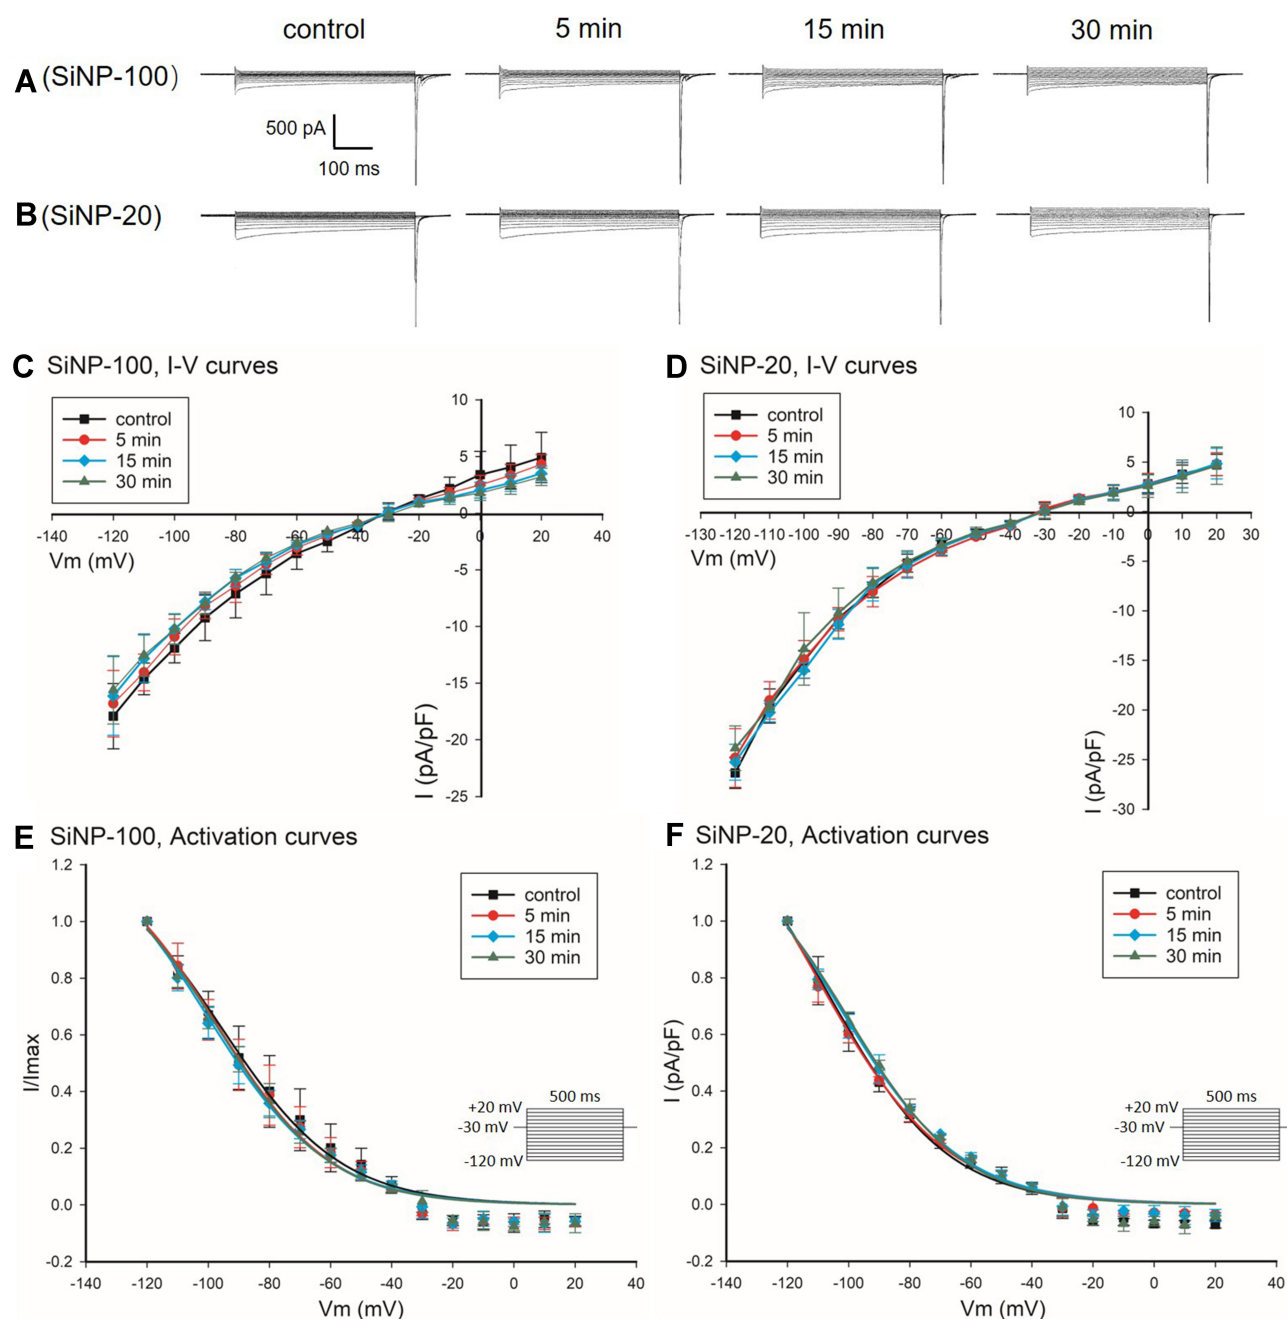 control 5 min 15 min 30 min
A (SiNP-100)
500 pA
100 ms
B (SiNP-20)
C SiNP-100, I-V curves
control
5 min
15 min
30 min
10
5
0
-5
-10
-15
-20
-25
-140 -120 -100 -80 -60 -40 -20 0 20 40
Vm (mV)
I (pA/pF)
D SiNP-20, I-V curves
control
5 min
15 min
30 min
10
5
0
-5
-10
-15
-20
-25
-30
-130 -120 -110 -100 -90 -80 -70 -60 -50 -40 -30 -20 -10 0 10 20 30
Vm (mV)
I (pA/pF)
E SiNP-100, Activation curves
1.2
1.0
0.8
0.6
0.4
0.2
0.0
-0.2
I/Imax
control
5 min
15 min
30 min
500 ms
+20 mV
-30 mV
-120 mV
-140 -120 -100 -80 -60 -40 -20 0 20 40
Vm (mV)
F SiNP-20, Activation curves
1.2
1.0
0.8
0.6
0.4
0.2
0.0
-0.2
I (pA/pF)
control
5 min
15 min
30 min
500 ms
+20 mV
-30 mV
-120 mV
-140 -120 -100 -80 -60 -40 -20 0 20 40
Vm (mV)